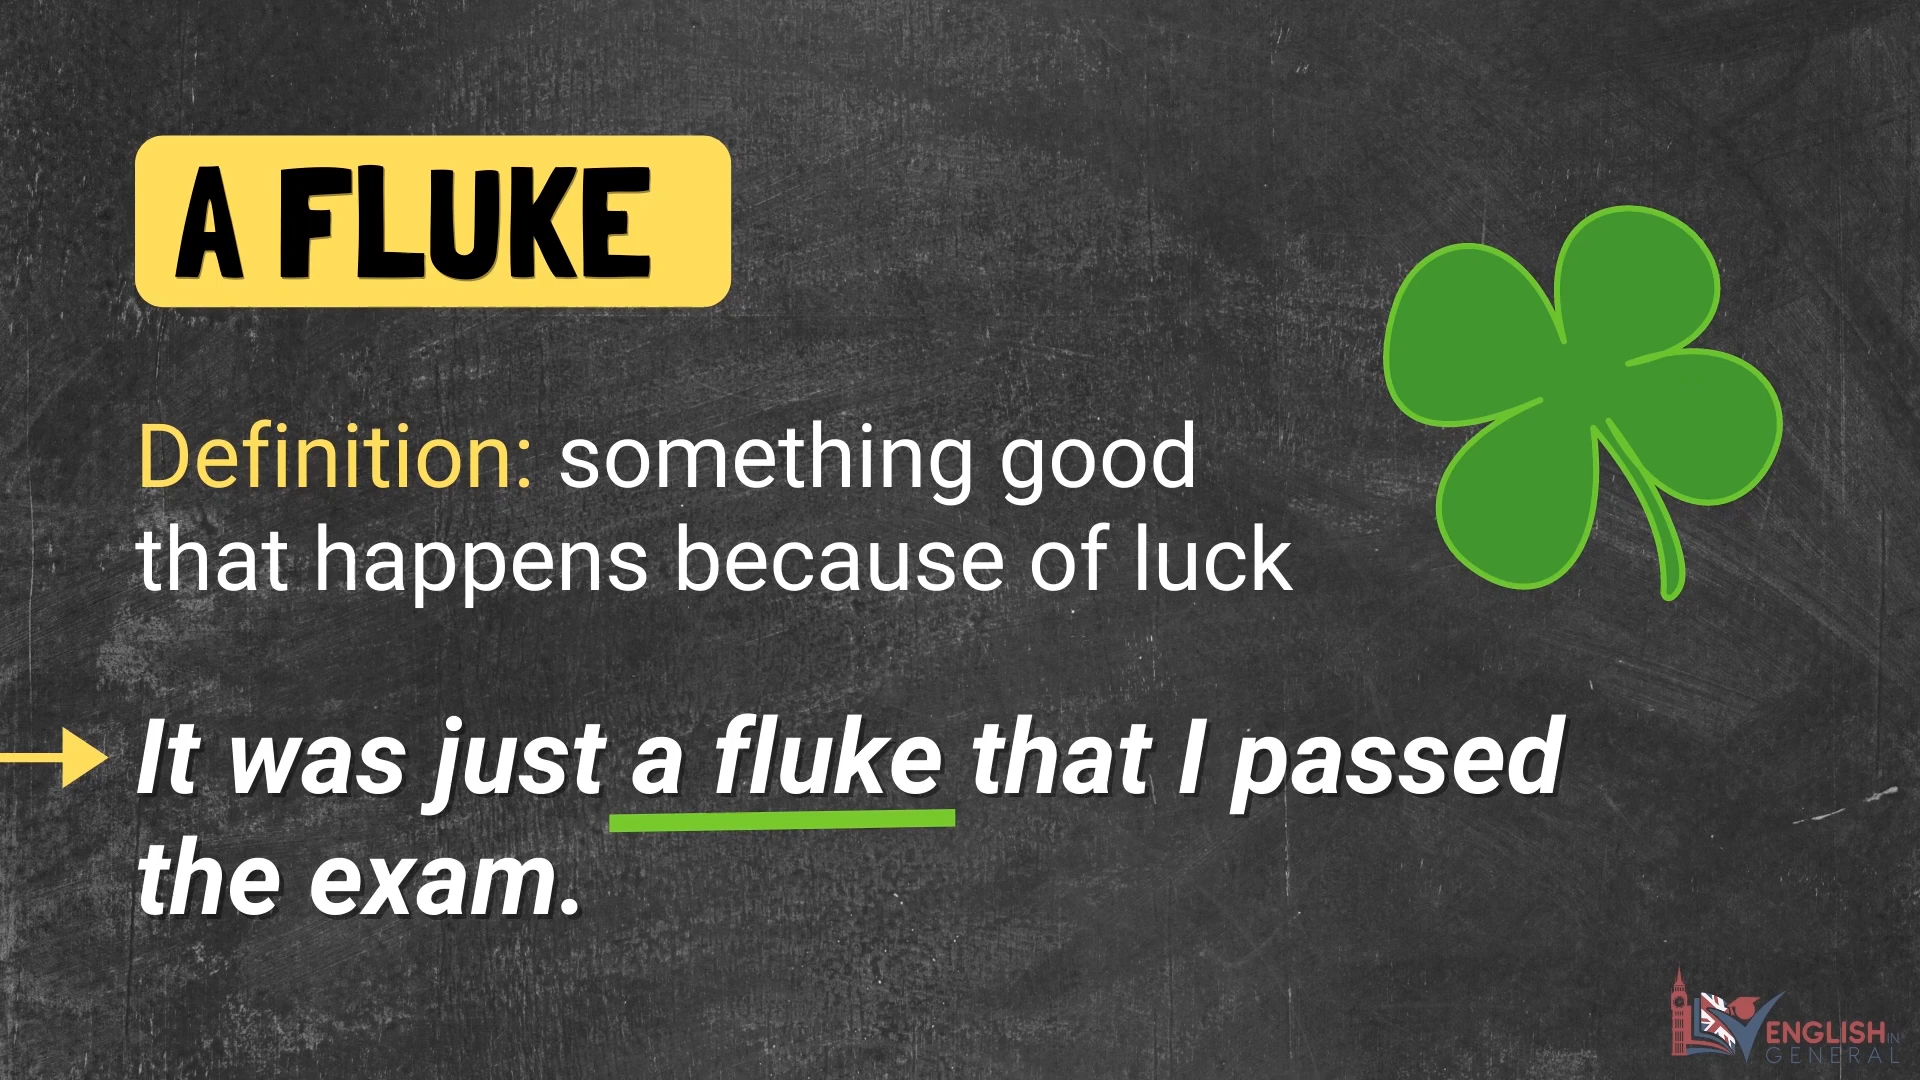 A FLUKE
Definition: something good
that happens because of luck
It was just a fluke that I passed
the exam.
ENGLISH IN
GENERAL